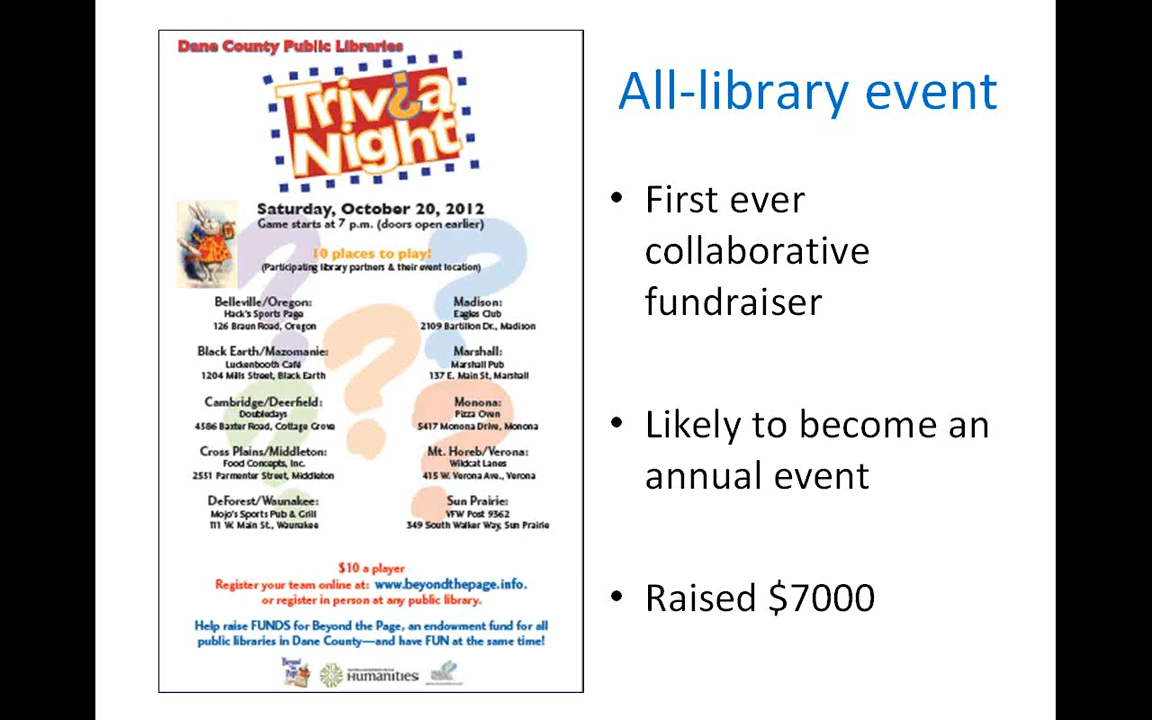 Dane County Public Libraries
Trivia
Night
Saturday, October 20, 2012
Game starts at 7 p.m. (doors open earlier)
10 places to play!
(Participating library partners & their event location)
Belleville/Oregon:
Hack's Sports Page
126 Braun Road, Oregon
Black Earth/Mazomanie:
Luckenbooth Café
1204 Mills Street, Black Earth
Cambridge/Deerfield:
Doubledays
4586 Baxter Road, Cottage Grove
Cross Plains/Middleton:
Food Concepts, Inc.
2551 Parmenter Street, Middleton
DeForest/Waunakee:
Mojo's Sports Pub & Grill
111 W. Main St., Waunakee
Madison:
Eagles Club
2109 Bartillon Dr., Madison
Marshall:
Marshall Pub
137 E. Main St, Marshall
Monona:
Pizza Oven
5417 Monona Drive, Monona
Mt. Horeb/Verona:
Wildcat Lanes
415 W. Verona Ave., Verona
Sun Prairie:
VFW Post 9362
349 South Walker Way, Sun Prairie
$10 a player
Register your team online at: www.beyondthepage.info.
or register in person at any public library.
Help raise FUNDS for Beyond the Page, an endowment fund for all
public libraries in Dane County—and have FUN at the same time!
Beyond
the
Page
Humanities
All-library event
• First ever
collaborative
fundraiser
• Likely to become an
annual event
• Raised $7000